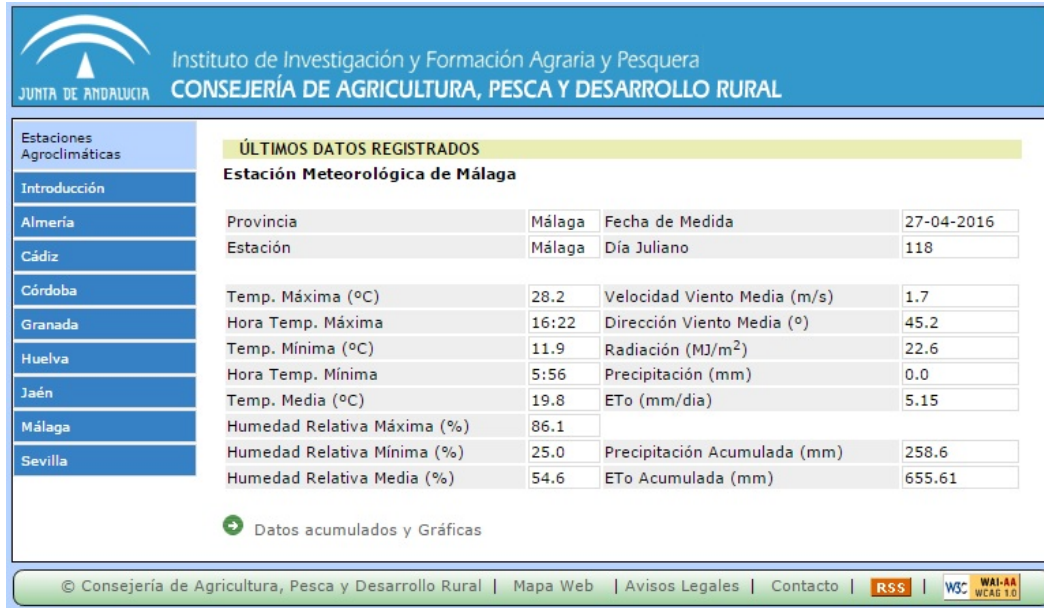 JUNTA DE ANDALUCIA
Instituto de Investigación y Formación Agraria y Pesquera
CONSEJERÍA DE AGRICULTURA, PESCA Y DESARROLLO RURAL
Estaciones
Agroclimáticas
Introducción
Almería
Cádiz
Córdoba
Granada
Huelva
Jaén
Málaga
Sevilla
ÚLTIMOS DATOS REGISTRADOS
Estación Meteorológica de Málaga
Provincia Málaga Fecha de Medida 27-04-2016
Estación Málaga Día Juliano 118
Temp. Máxima (ºC) 28.2 Velocidad Viento Media (m/s) 1.7
Hora Temp. Máxima 16:22 Dirección Viento Media (º) 45.2
Temp. Mínima (ºC) 11.9 Radiación (MJ/m²) 22.6
Hora Temp. Mínima 5:56 Precipitación (mm) 0.0
Temp. Media (ºC) 19.8 ETo (mm/dia) 5.15
Humedad Relativa Máxima (%) 86.1
Humedad Relativa Mínima (%) 25.0 Precipitación Acumulada (mm) 258.6
Humedad Relativa Media (%) 54.6 ETo Acumulada (mm) 655.61
Datos acumulados y Gráficas
© Consejería de Agricultura, Pesca y Desarrollo Rural | Mapa Web | Avisos Legales | Contacto | RSS | W3C WAI-AA WCAG 1.0